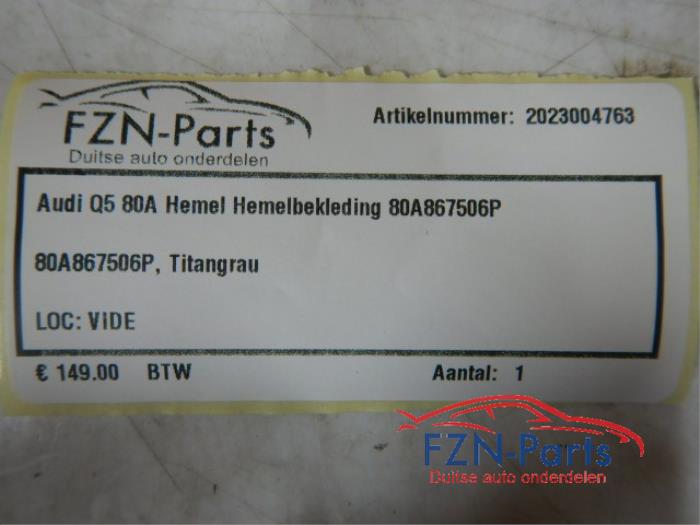 FZN-Parts
Duitse auto onderdelen
Artikelnummer: 2023004763
Audi Q5 80A Hemel Hemelbekleding 80A867506P
80A867506P, Titangrau
LOC: ViDE
€ 149.00 BTW
Aantal: 1
FZN-Parts
Duitse auto onderdelen